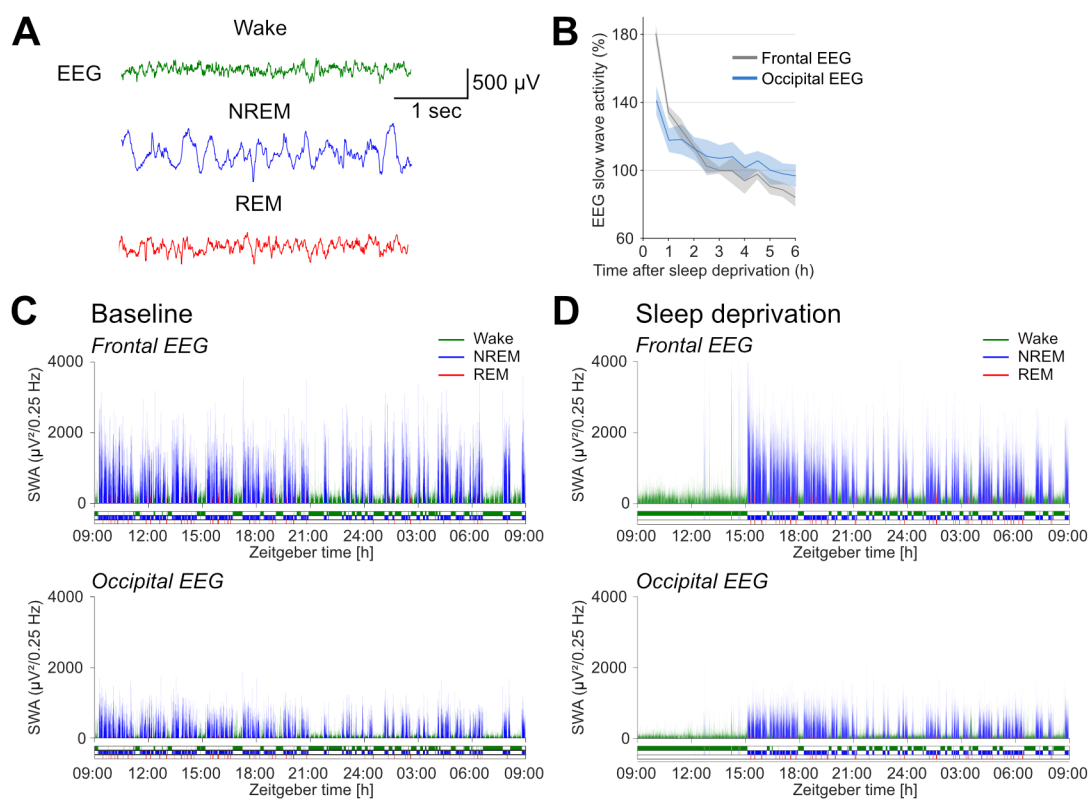 A
Wake
EEG
500 µV
1 sec
NREM
REM
B
EEG slow wave activity (%)
180
140
100
60
Frontal EEG
Occipital EEG
0 1 2 3 4 5 6
Time after sleep deprivation (h)
C Baseline
Frontal EEG
Wake
NREM
REM
SWA (µV²/0.25 Hz)
4000
2000
0
09:00 12:00 15:00 17:00 21:00 24:00 03:00 06:00 09:00
Zeitgeber time [h]
Occipital EEG
SWA (µV²/0.25 Hz)
4000
2000
0
09:00 12:00 15:00 17:00 21:00 24:00 03:00 06:00 09:00
Zeitgeber time [h]
D Sleep deprivation
Frontal EEG
Wake
NREM
REM
SWA (µV²/0.25 Hz)
4000
2000
0
09:00 12:00 15:00 17:00 21:00 24:00 03:00 06:00 09:00
Zeitgeber time [h]
Occipital EEG
SWA (µV²/0.25 Hz)
4000
2000
0
09:00 12:00 15:00 17:00 21:00 24:00 03:00 06:00 09:00
Zeitgeber time [h]